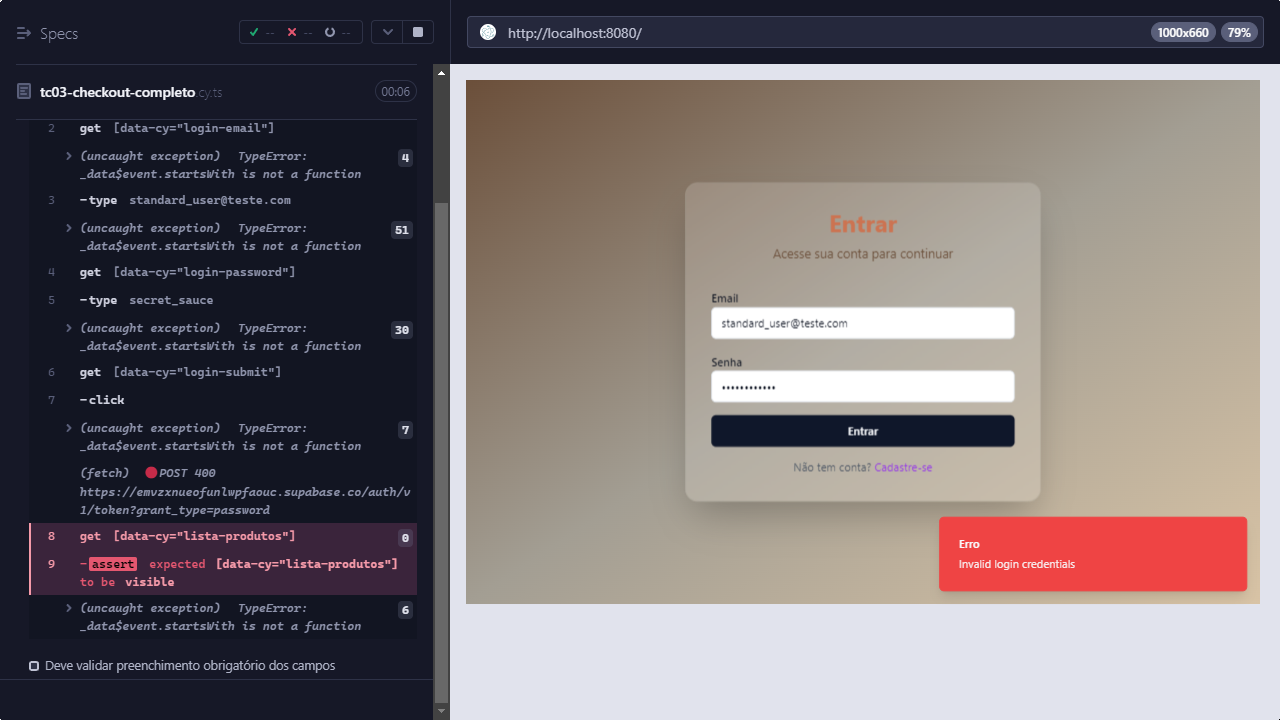 Specs
-- -- --
tc03-checkout-completo.cy.ts
00:06
2 get [data-cy="login-email"]
(uncaught exception) TypeError: 4
_data$event.startsWith is not a function
3 -type standard_user@teste.com
(uncaught exception) TypeError: 51
_data$event.startsWith is not a function
4 get [data-cy="login-password"]
5 -type secret_sauce
(uncaught exception) TypeError: 30
_data$event.startsWith is not a function
6 get [data-cy="login-submit"]
7 -click
(uncaught exception) TypeError: 7
_data$event.startsWith is not a function
(fetch) POST 400
https://emvzxnueofunlwpfaouc.supabase.co/auth/v
1/token?grant_type=password
8 get [data-cy="lista-produtos"] 0
9 -assert expected [data-cy="lista-produtos"]
to be visible
(uncaught exception) TypeError: 6
_data$event.startsWith is not a function
Deve validar preenchimento obrigatório dos campos
http://localhost:8080/
1000x660
79%
Entrar
Acesse sua conta para continuar
Email
standard_user@teste.com
Senha
••••••••••••
Entrar
Não tem conta? Cadastre-se
Erro
Invalid login credentials